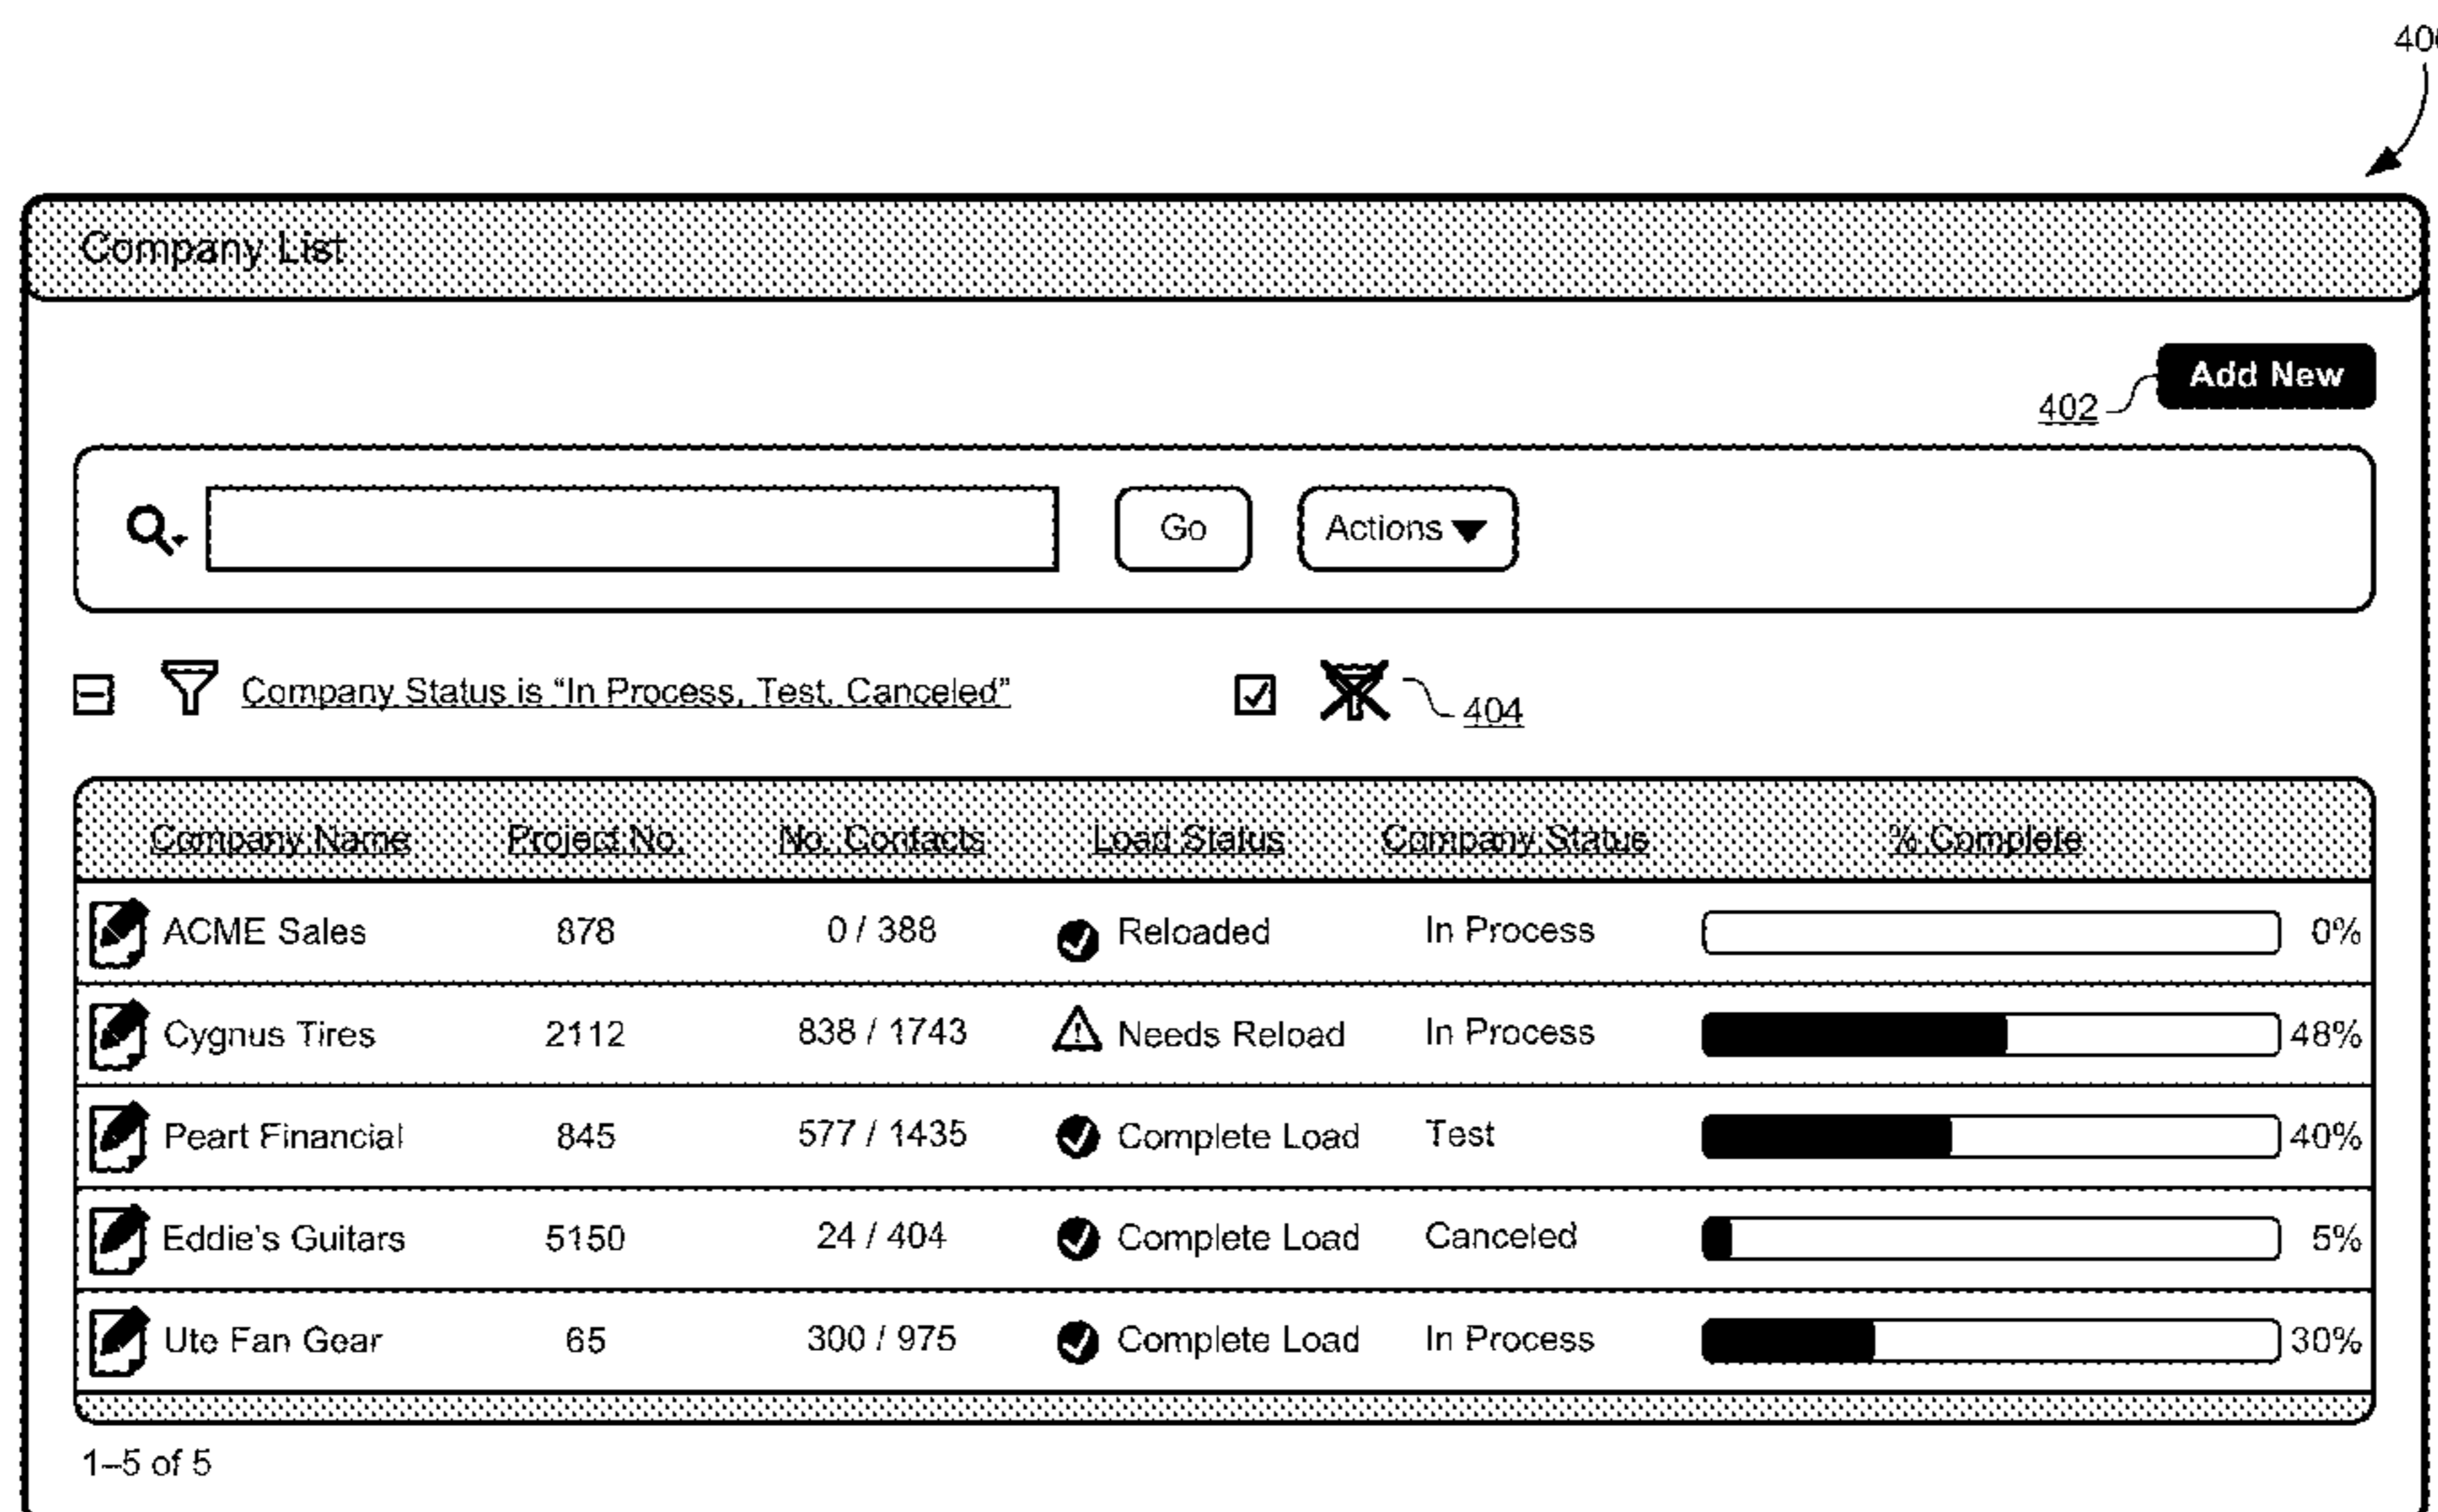 Company List
Add New
402
Go Actions
Company Status is “In Process, Test, Canceled”
404
Company Name Project No. No. Contacts Load Status Company Status % Complete
ACME Sales 878 0 / 388 Reloaded In Process 0%
Cygnus Tires 2112 838 / 1743 Needs Reload In Process 48%
Peart Financial 845 577 / 1435 Complete Load Test 40%
Eddie's Guitars 5150 24 / 404 Complete Load Canceled 5%
Ute Fan Gear 65 300 / 975 Complete Load In Process 30%
1–5 of 5